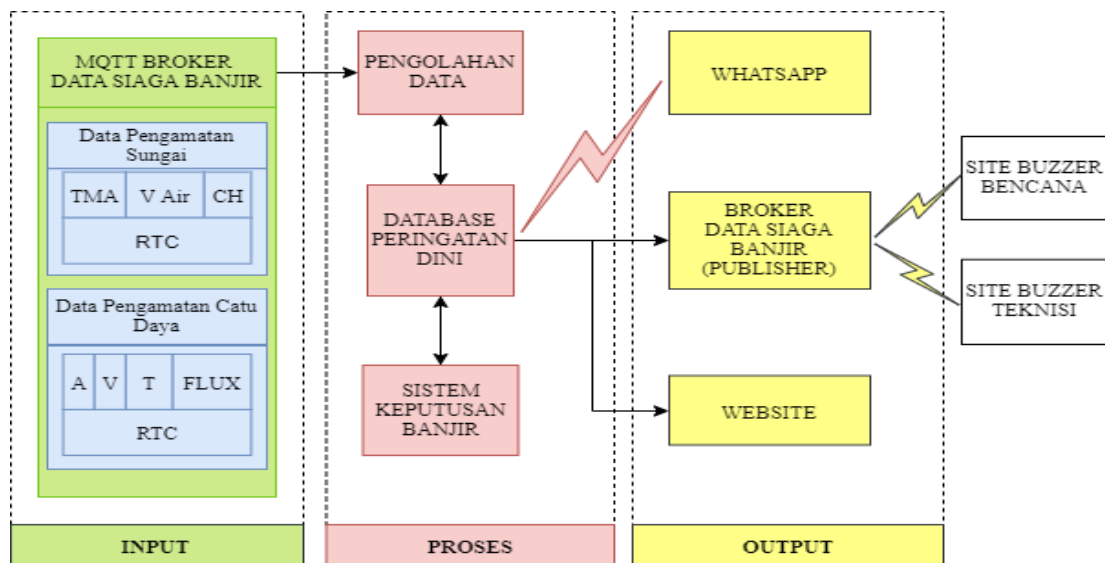 MQTT BROKER
DATA SIAGA BANJIR
Data Pengamatan
Sungai
TMA
V Air
CH
RTC
Data Pengamatan Catu
Daya
A
V
T
FLUX
RTC
INPUT
PENGOLAHAN
DATA
DATABASE
PERINGATAN
DINI
SISTEM
KEPUTUSAN
BANJIR
PROSES
WHATSAPP
BROKER
DATA SIAGA
BANJIR
(PUBLISHER)
WEBSITE
OUTPUT
SITE BUZZER
BENCANA
SITE BUZZER
TEKNISI